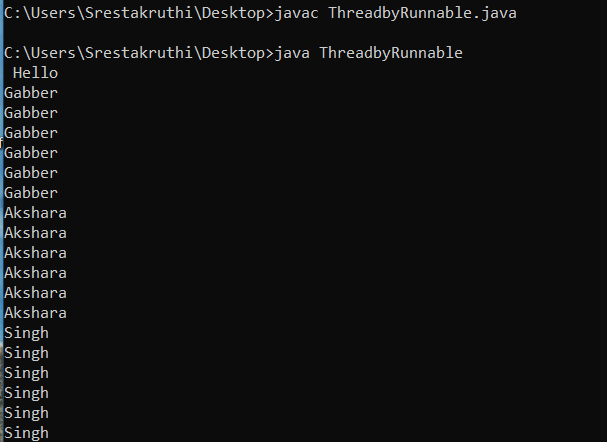 C:\Users\Srestakruthi\Desktop>javac ThreadbyRunnable.java
C:\Users\Srestakruthi\Desktop>java ThreadbyRunnable
Hello
Gabber
Gabber
Gabber
Gabber
Gabber
Gabber
Akshara
Akshara
Akshara
Akshara
Akshara
Akshara
Singh
Singh
Singh
Singh
Singh
Singh